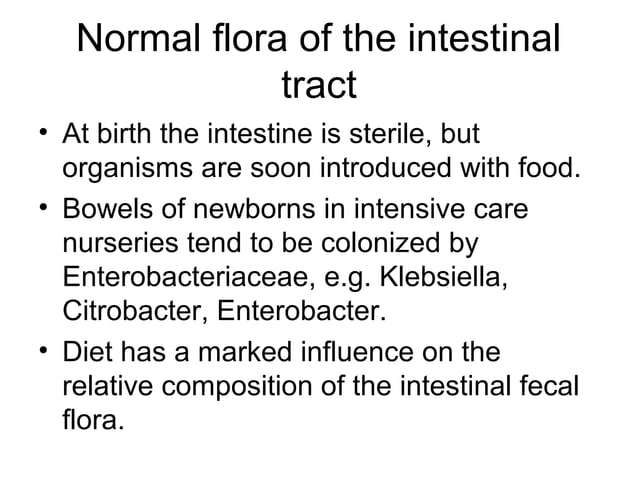 Normal flora of the intestinal
tract
• At birth the intestine is sterile, but
organisms are soon introduced with food.
• Bowels of newborns in intensive care
nurseries tend to be colonized by
Enterobacteriaceae, e.g. Klebsiella,
Citrobacter, Enterobacter.
• Diet has a marked influence on the
relative composition of the intestinal fecal
flora.